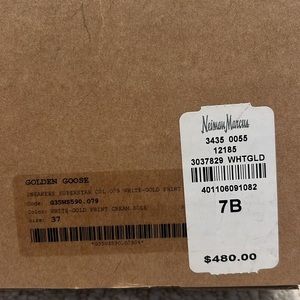 Neiman Marcus
3435 0055
12185
3037829 WHTGLD
401106091082
7B
$480.00
GOLDEN GOOSE
SNEAKERS SUPERSTAR COL.079 WHITE-GOLD PRINT
Code: G35WS590.079
Color: WHITE-GOLD PRINT CREAM SOLE
Size: 37